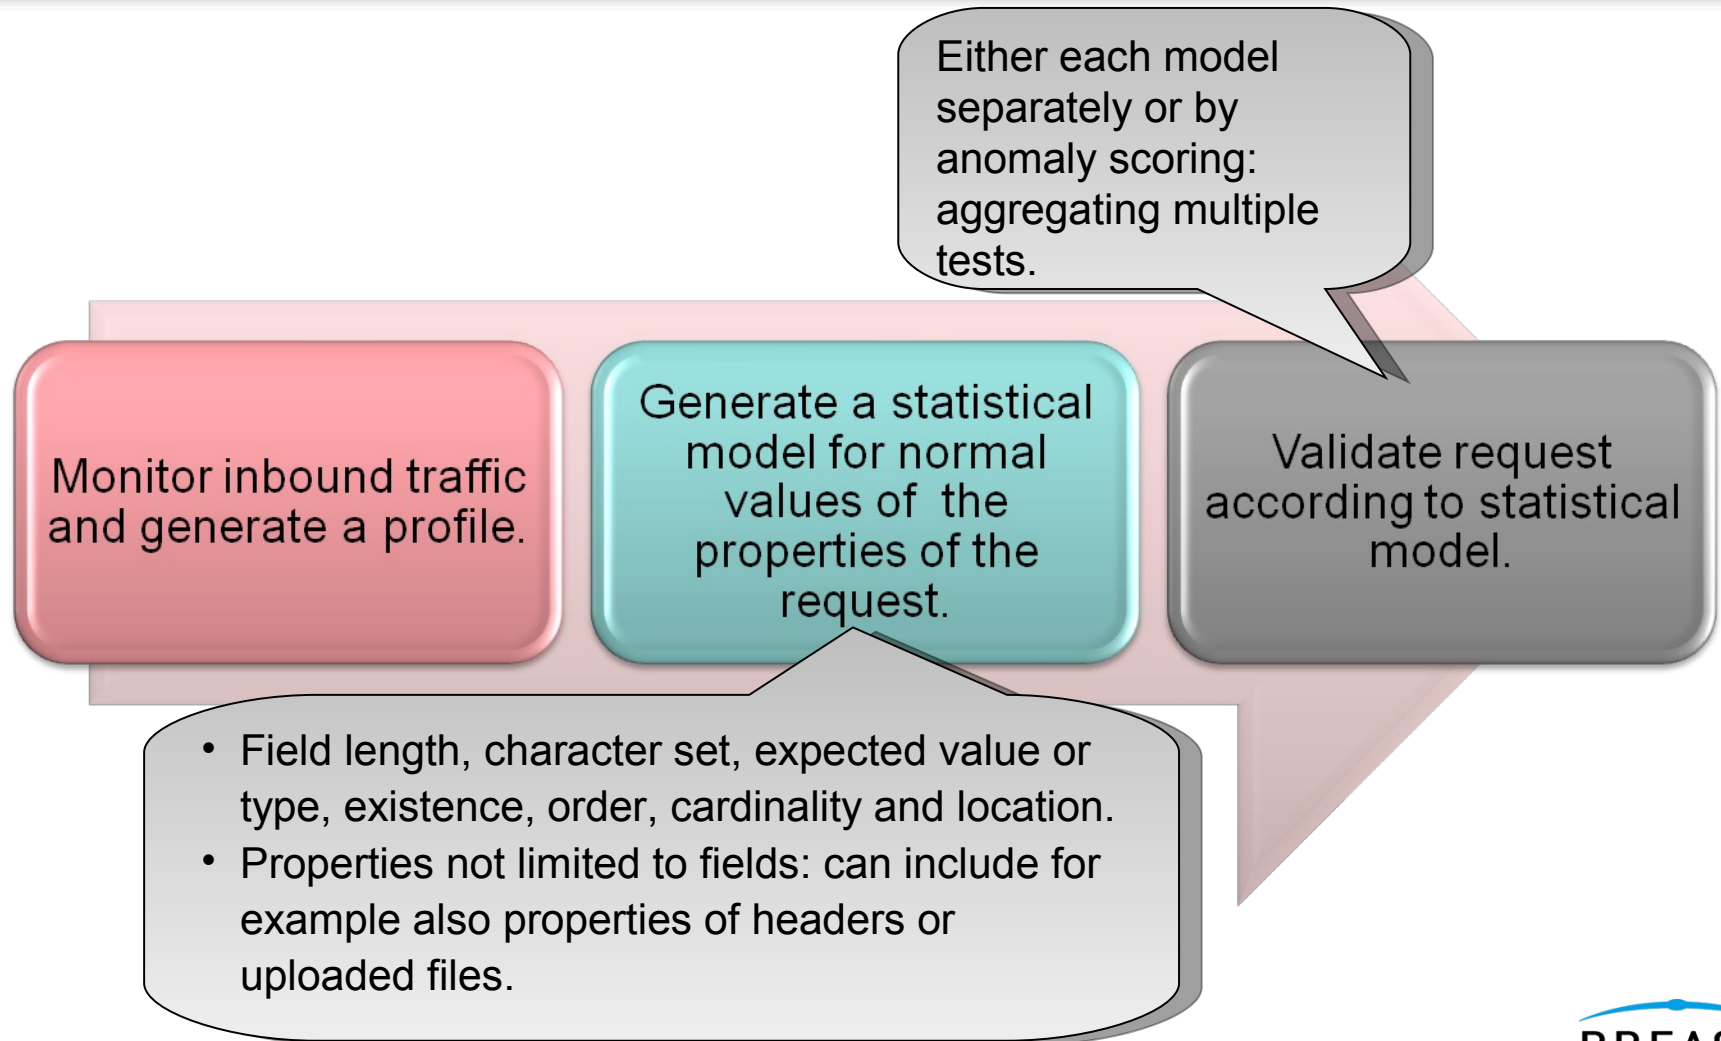 Either each model
separately or by
anomaly scoring:
aggregating multiple
tests.
Monitor inbound traffic
and generate a profile.
Generate a statistical
model for normal
values of  the
properties of the
request.
Validate request
according to statistical
model.
• Field length, character set, expected value or
type, existence, order, cardinality and location.
• Properties not limited to fields: can include for
example also properties of headers or
uploaded files.